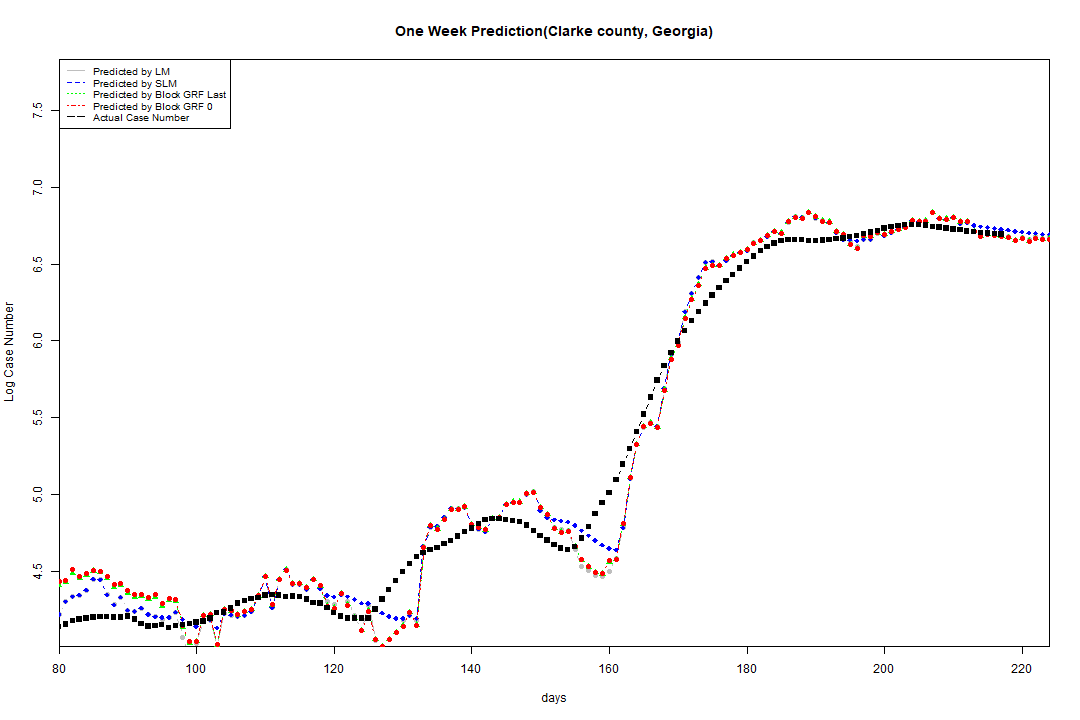 One Week Prediction(Clarke county, Georgia)
Predicted by LM
Predicted by SLM
Predicted by Block GRF Last
Predicted by Block GRF 0
Actual Case Number
7.5
7.0
6.5
6.0
5.5
5.0
4.5
Log Case Number
80 100 120 140 160 180 200 220
days